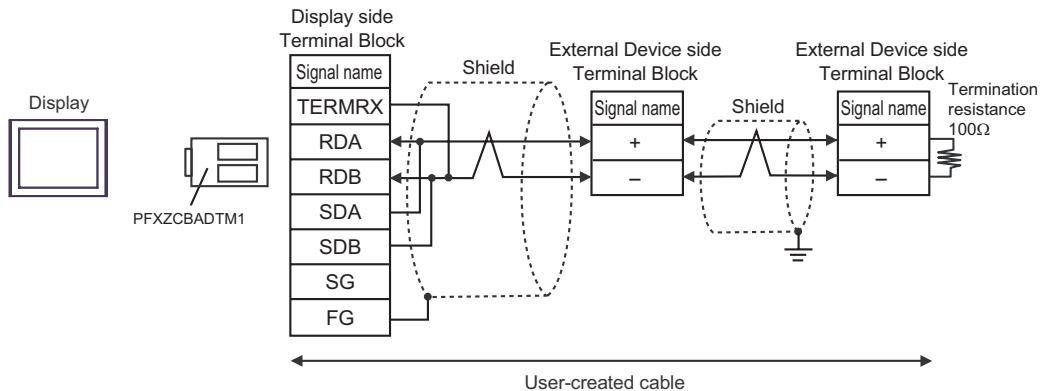 Display
PFXZCBADTM1
Display side
Terminal Block
Signal name
TERMRX
RDA
RDB
SDA
SDB
SG
FG
Shield
External Device side
Terminal Block
Signal name
+
–
Shield
External Device side
Terminal Block
Signal name
+
–
Termination
resistance
100Ω
User-created cable